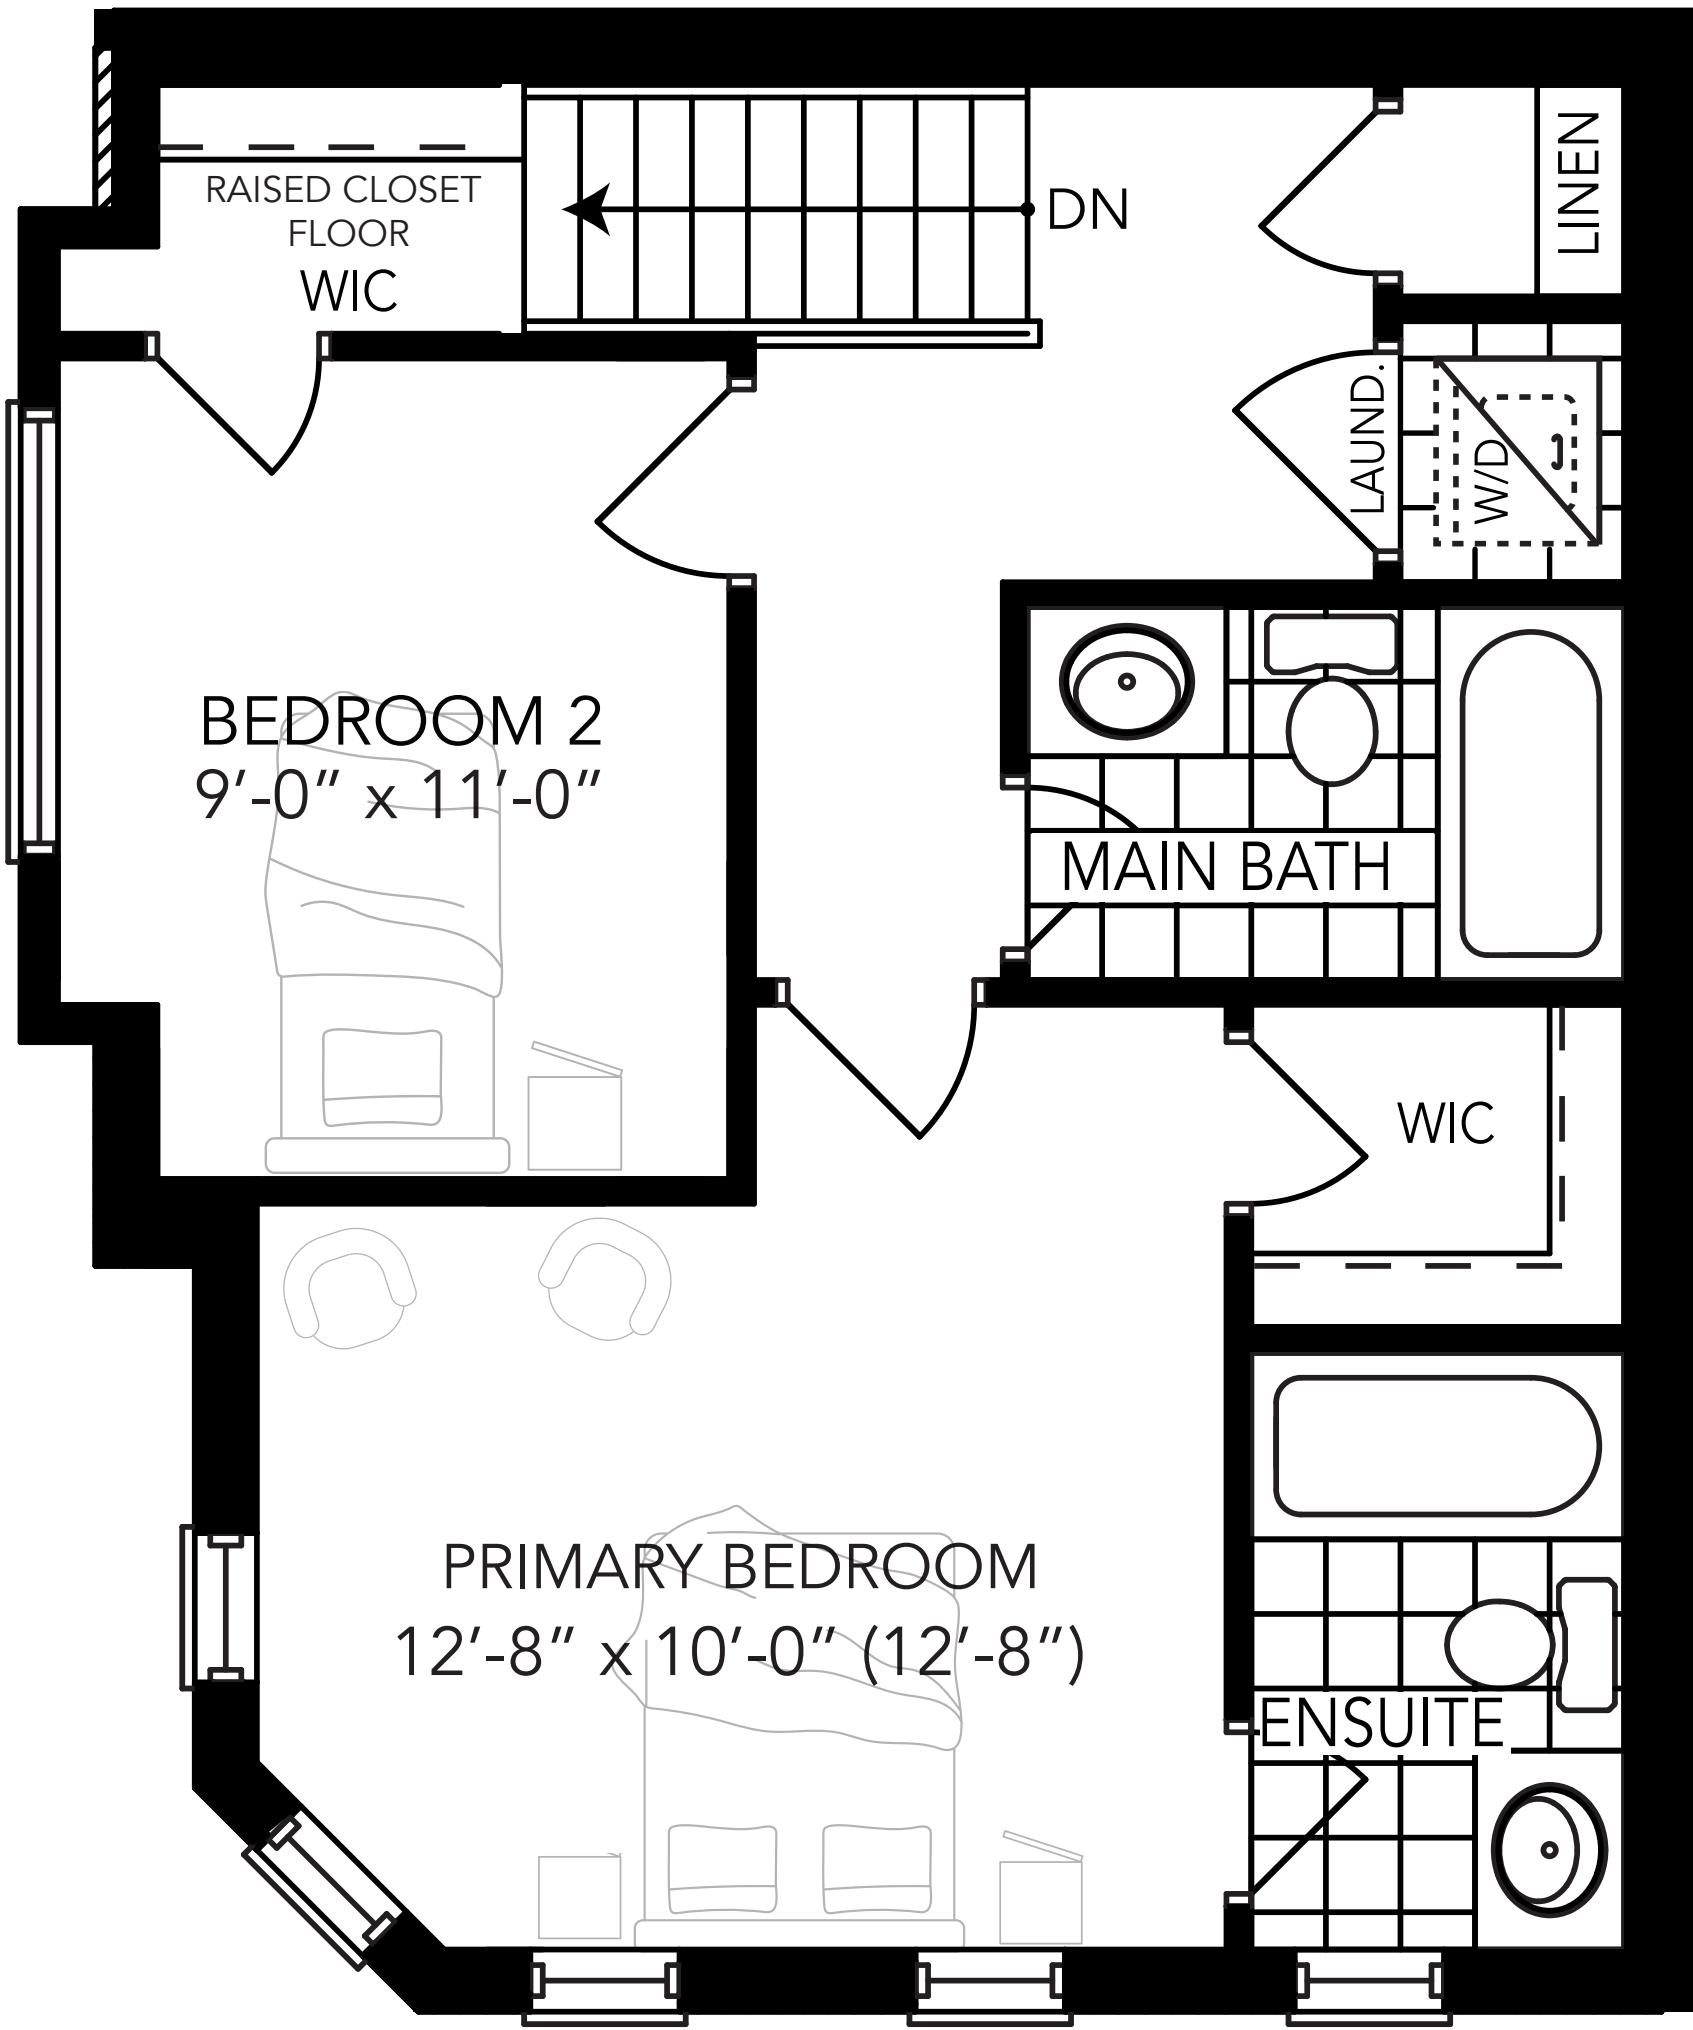 RAISED CLOSET
FLOOR
WIC
DN
LINEN
LAUND.
W/D
BEDROOM 2
9'-0" x 11'-0"
MAIN BATH
WIC
PRIMARY BEDROOM
12'-8" x 10'-0" (12'-8")
ENSUITE